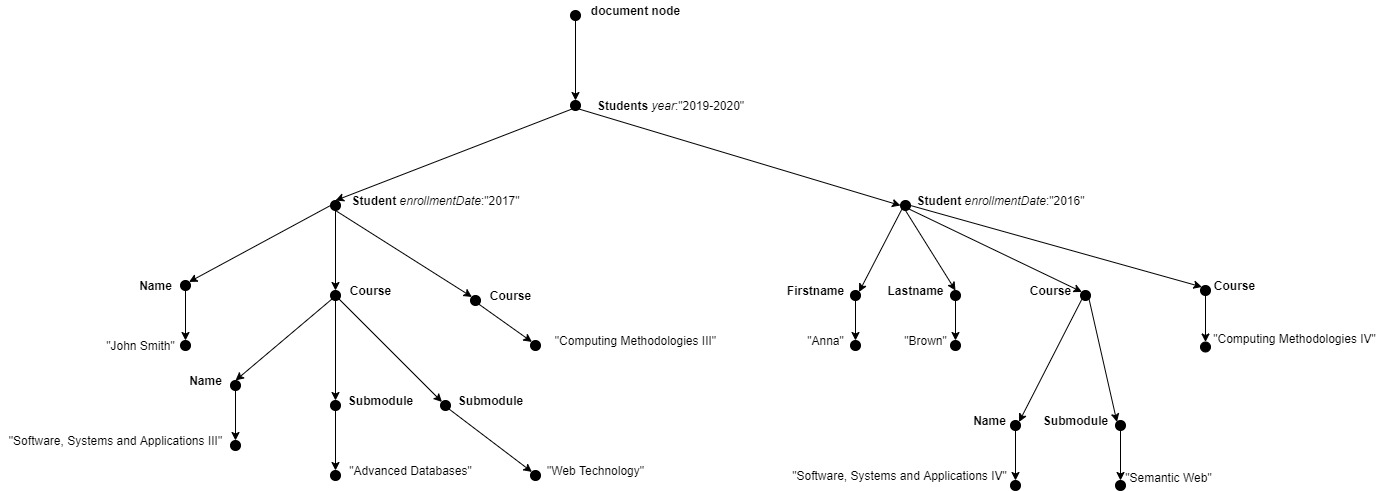 document node
Students year:"2019-2020"
Student enrollmentDate:"2017"
Student enrollmentDate:"2016"
Name
Course
Course
Firstname
Lastname
Course
Course
"John Smith"
"Computing Methodologies III"
"Anna"
"Brown"
"Computing Methodologies IV"
Name
Submodule
Submodule
Name
Submodule
"Software, Systems and Applications III"
"Advanced Databases"
"Web Technology"
"Software, Systems and Applications IV"
"Semantic Web"